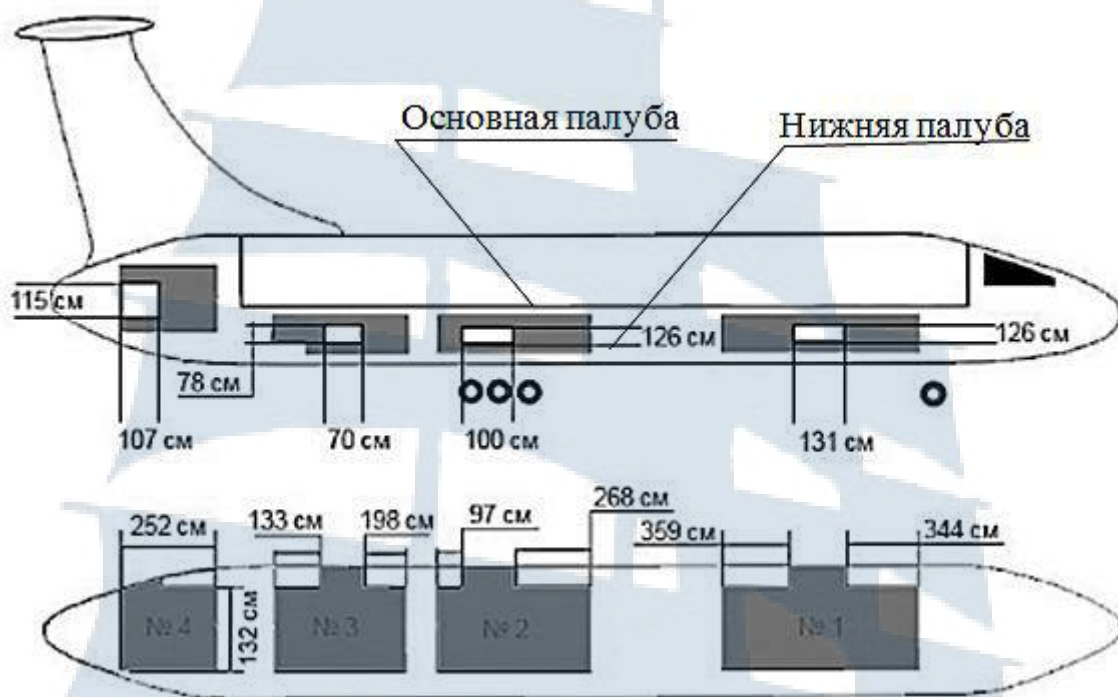 Основная палуба
Нижняя палуба
115 см
126 см
126 см
78 см
107 см
70 см
100 см
131 см
268 см
252 см
133 см
198 см
97 см
359 см
344 см
№ 4
132 см
№ 3
№ 2
№ 1